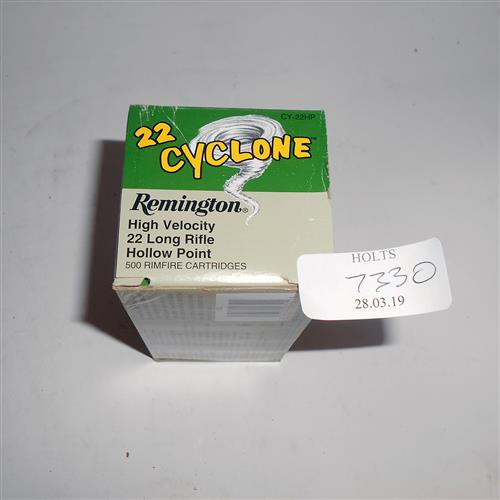 CY-22HP
22
CYCLONE™
Remington®
High Velocity
22 Long Rifle
Hollow Point
500 RIMFIRE CARTRIDGES
HOLTS
7330
28.03.19